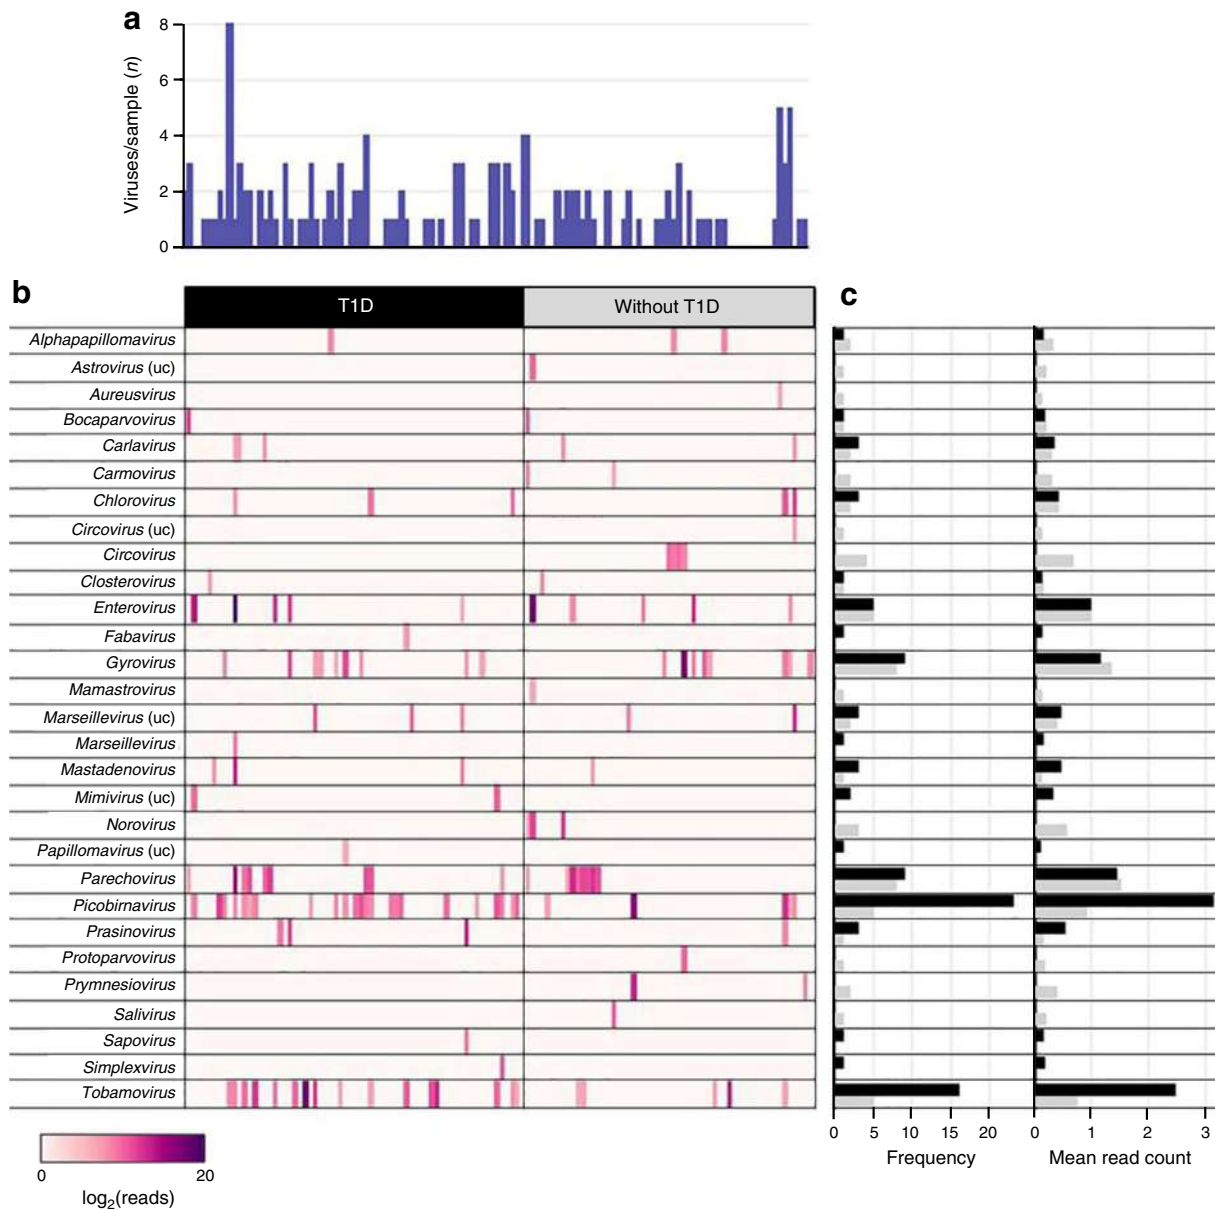 a
Viruses/sample (n)
8
6
4
2
0
b
T1D
Without T1D
c
Alphapapillomavirus
Astrovirus (uc)
Aureusvirus
Bocaparvovirus
Carlavirus
Carmovirus
Chlorovirus
Circovirus (uc)
Circovirus
Closterovirus
Enterovirus
Fabavirus
Gyrovirus
Mamastrovirus
Marseillevirus (uc)
Marseillevirus
Mastadenovirus
Mimivirus (uc)
Norovirus
Papillomavirus (uc)
Parechovirus
Picobirnavirus
Prasinovirus
Protoparvovirus
Prymnesiovirus
Salivirus
Sapovirus
Simplexvirus
Tobamovirus
0 5 10 15 20
Frequency
0 1 2 3
Mean read count
0 20
log2(reads)